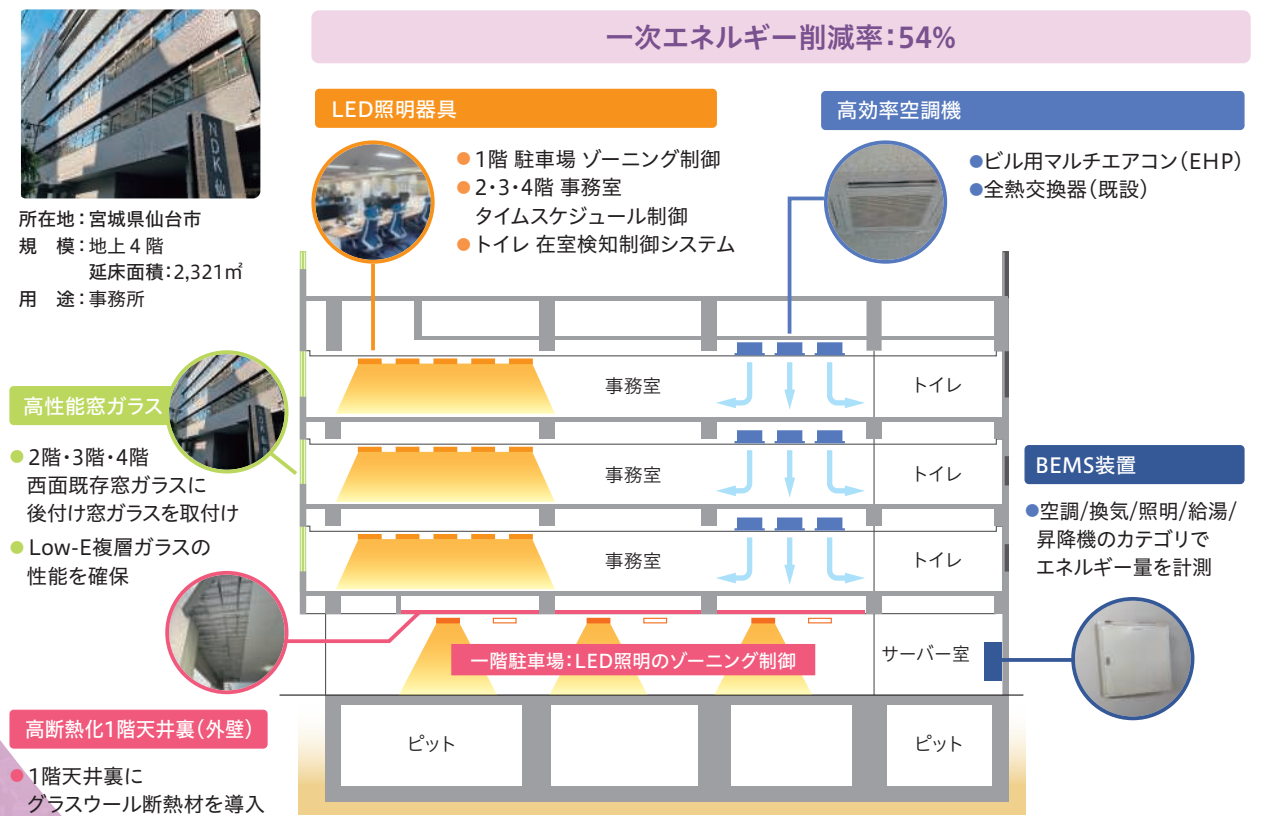 一次エネルギー削減率：54%
NDK 仙
所在地：宮城県仙台市
規　模：地上4階
延床面積：2,321㎡
用　途：事務所
LED照明器具
●1階 駐車場 ゾーニング制御
●2・3・4階 事務室
タイムスケジュール制御
●トイレ 在室検知制御システム
高効率空調機
●ビル用マルチエアコン（EHP）
●全熱交換器（既設）
高性能窓ガラス
●2階・3階・4階
西面既存窓ガラスに
後付け窓ガラスを取付け
●Low-E複層ガラスの
性能を確保
事務室
トイレ
事務室
トイレ
事務室
トイレ
BEMS装置
●空調/換気/照明/給湯/
昇降機のカテゴリで
エネルギー量を計測
一階駐車場：LED照明のゾーニング制御
サーバー室
ピット
ピット
高断熱化1階天井裏（外壁）
●1階天井裏に
グラスウール断熱材を導入